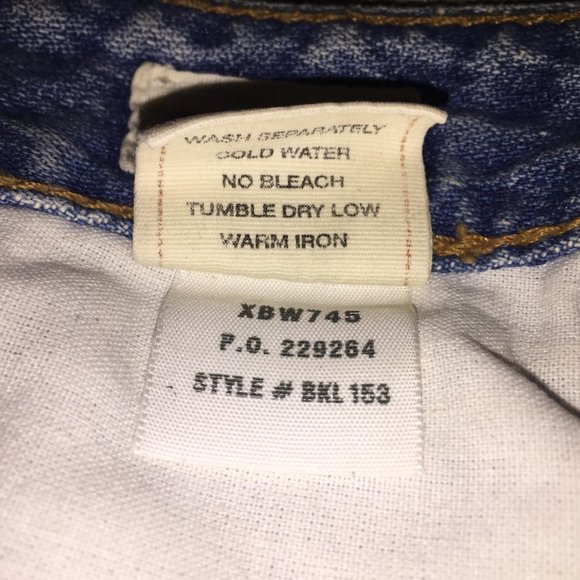 WASH SEPARATELY
COLD WATER
NO BLEACH
TUMBLE DRY LOW
WARM IRON
XBW745
P.O. 229264
STYLE # BKL 153